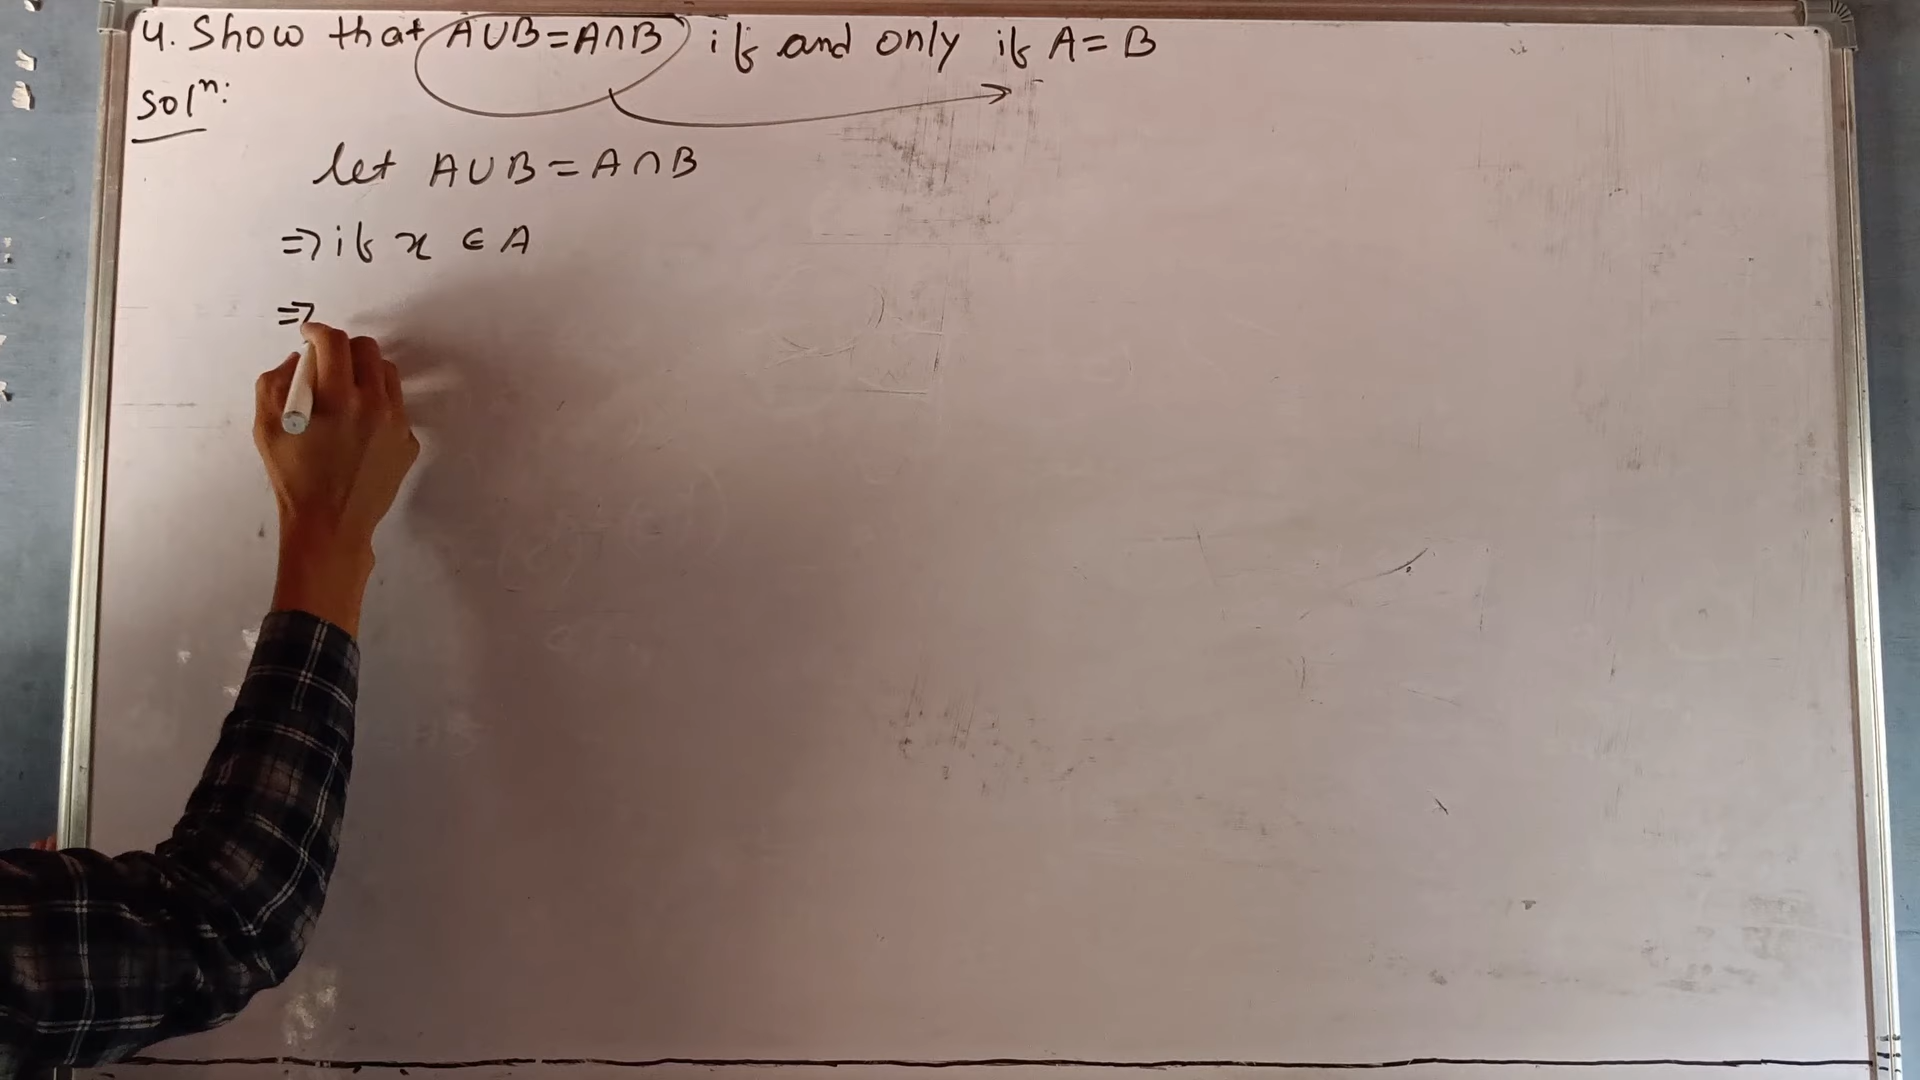 4. Show that A∪B=A∩B if and only if A=B
Solⁿ:
let A∪B=A∩B
⇒ if x ∈ A
⇒